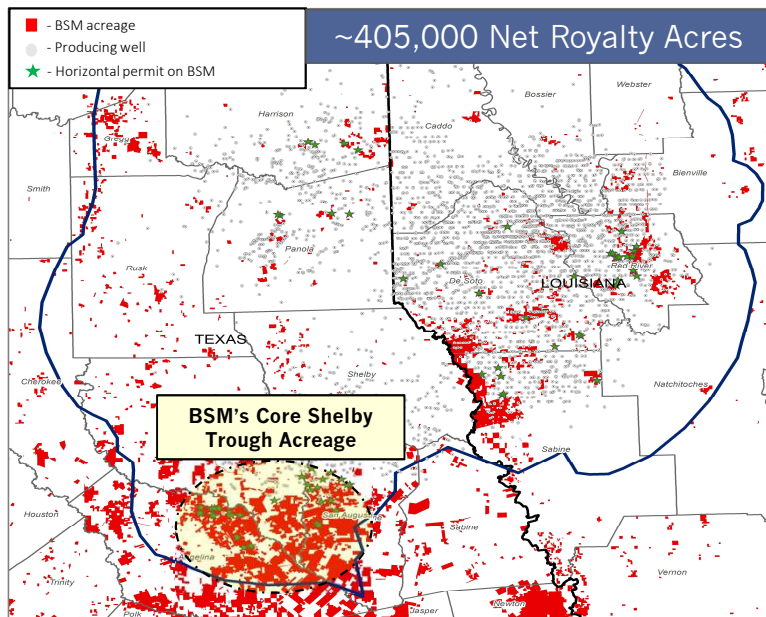 - BSM acreage
- Producing well
- Horizontal permit on BSM
~405,000 Net Royalty Acres
Webster
Bossier
Harrison
Caddo
Gregg
Bienville
Smith
Panola
Ruak
Red River
De Soto
LOUISIANA
TEXAS
Shelby
Cherokee
Natchitoches
BSM's Core Shelby
Trough Acreage
Sabine
Houston
San Augustine
Sabine
Angelina
Vernon
Trinity
Newton
Jasper
Polk